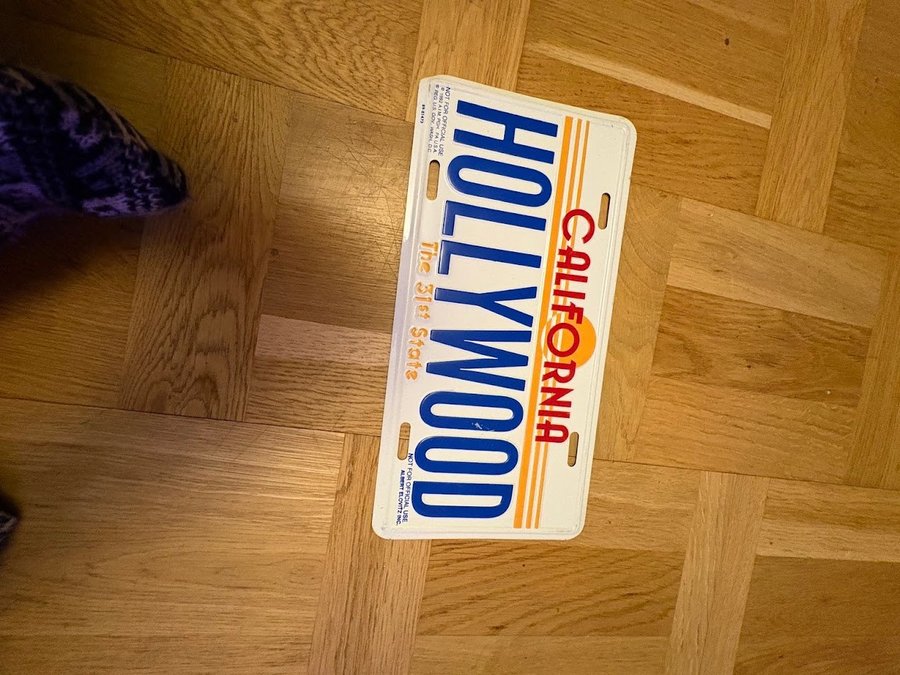 CALIFORNIA
HOLLYWOOD
The 31st State
NOT FOR OFFICIAL USE
NOT FOR OFFICIAL USE
ALBERT ELOVITZ INC.